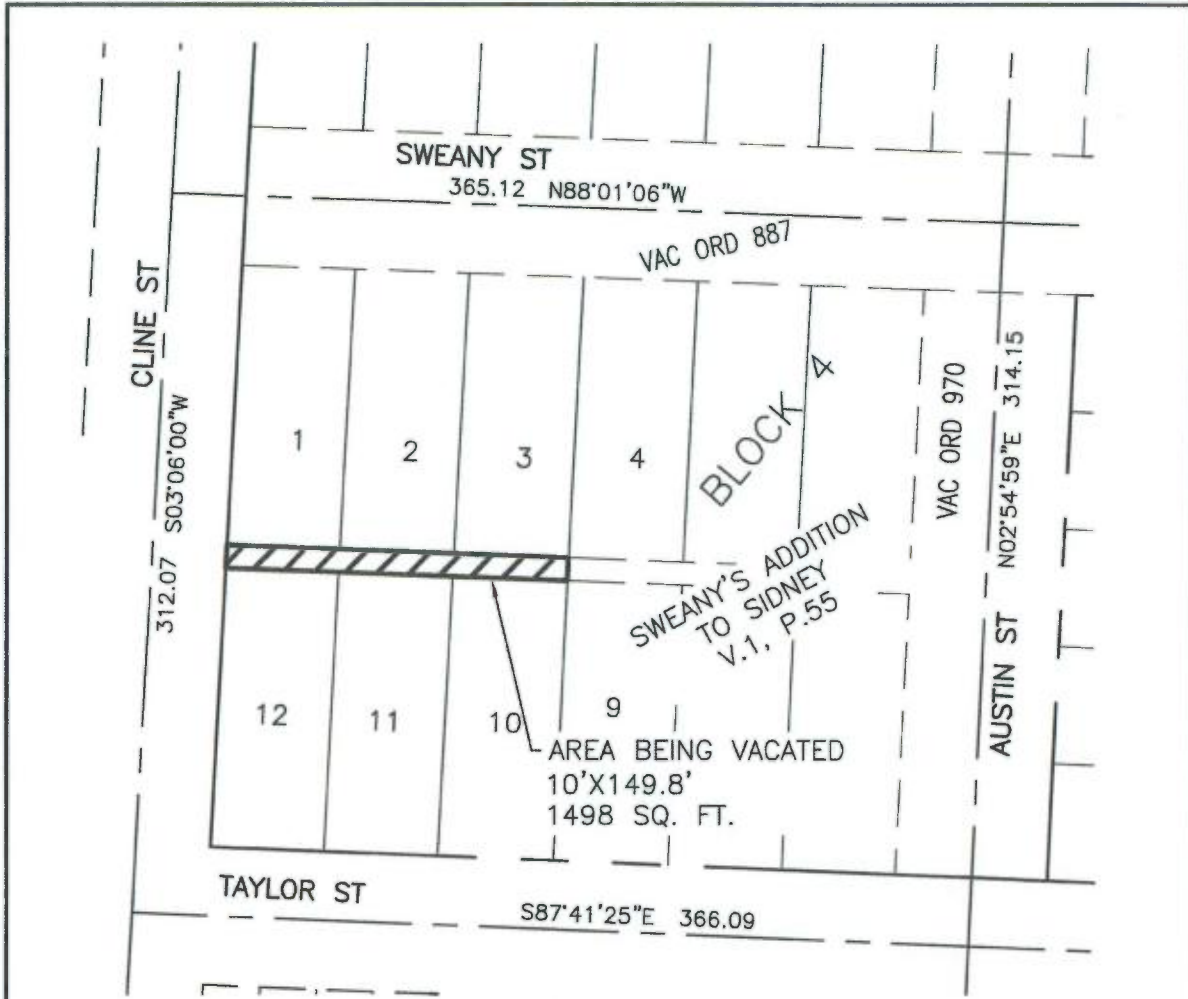 SWEANY ST
365.12 N88°01'06"W
VAC ORD 887
CLINE ST
312.07 S03°06'00"W
1
2
3
4
BLOCK 4
VAC ORD 970
N02°54'59"E 314.15
AUSTIN ST
SWEANY'S ADDITION
TO SIDNEY
V.1, P.55
12
11
10
9
AREA BEING VACATED
10'X149.8'
1498 SQ. FT.
TAYLOR ST
S87°41'25"E 366.09